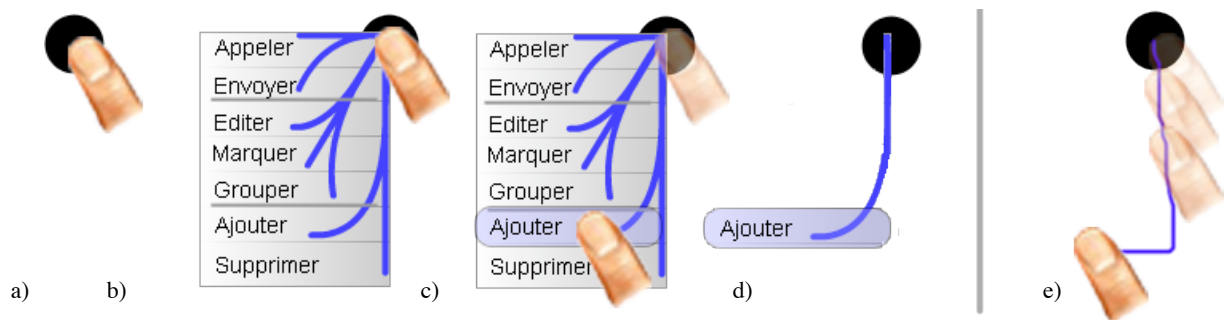 Appeler
Envoyer
Editer
Marquer
Grouper
Ajouter
Supprimer
Appeler
Envoyer
Editer
Marquer
Grouper
Ajouter
Supprimer
Ajouter
a) b) c) d) e)